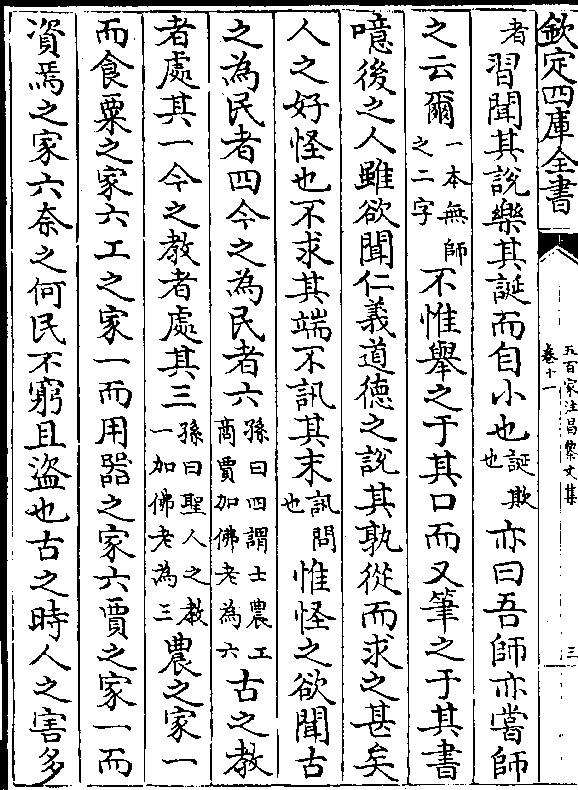 欽定四庫全書
五百家注昌黎文集
卷十一
三
者習聞其說樂其誕而自小也誕欺也亦曰吾師亦嘗師
之云爾一本無師之二字不惟舉之于其口而又筆之于其書
噫後之人雖欲聞仁義道德之說其孰從而求之甚矣
人之好怪也不求其端不訊其末訊問也惟怪之欲聞古
之為民者四今之為民者六孫曰四謂士農工商賈加佛老為六古之教
者處其一今之教者處其三孫曰聖人之教一加佛老為三農之家一
而食粟之家六工之家一而用器之家六賈之家一而
資焉之家六奈之何民不窮且盜也古之時人之害多